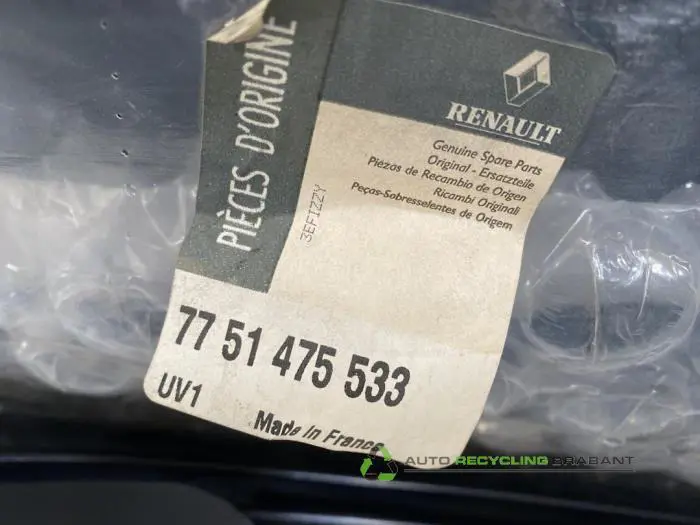 PIÈCES D'ORIGINE
RENAULT
Genuine Spare Parts
Original - Ersatzteile
Piezas de Recambio de Origen
Ricambi Originali
Peças-Sobresselentes de Origem
3EFIZZY
77 51 475 533
UV1
Made in France
AUTO RECYCLING BRABANT